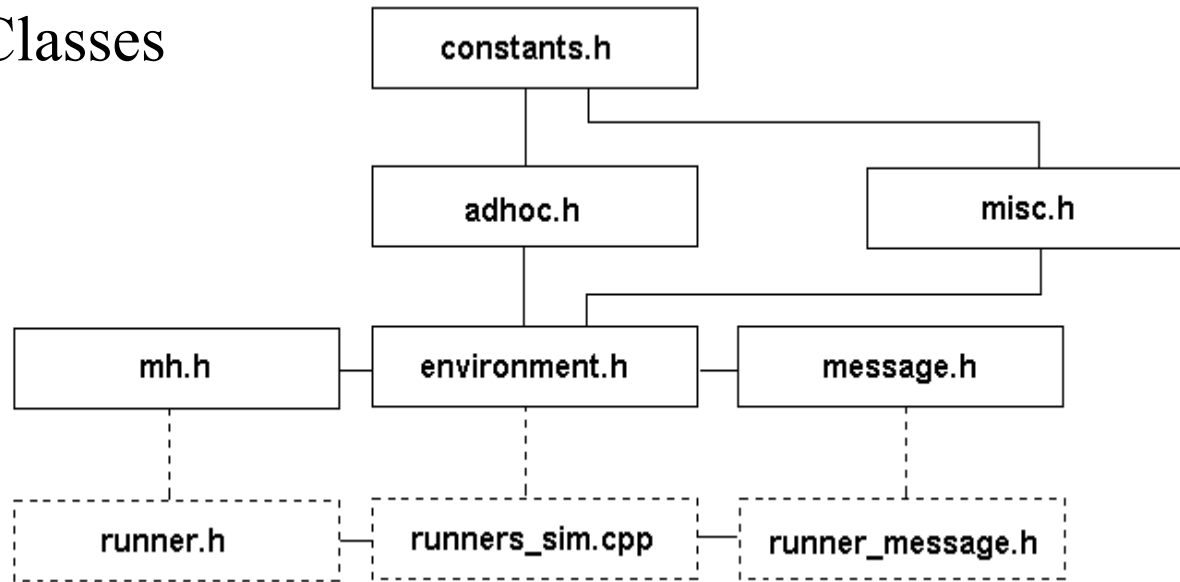 Classes
constants.h
adhoc.h
misc.h
mh.h
environment.h
message.h
runner.h
runners_sim.cpp
runner_message.h